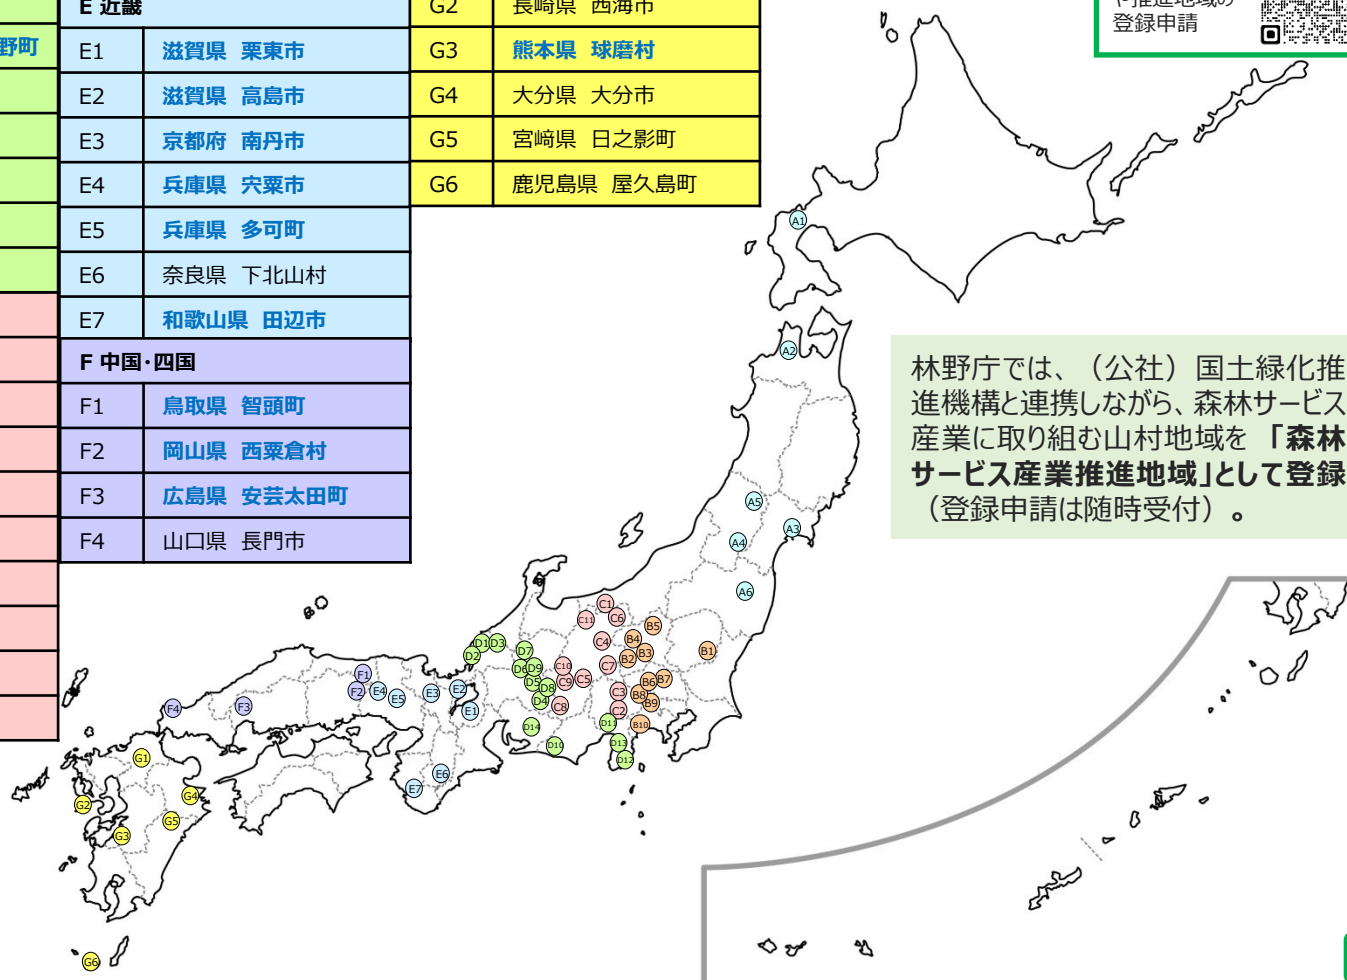 野町
E 近畿
E1 滋賀県 栗東市
E2 滋賀県 高島市
E3 京都府 南丹市
E4 兵庫県 宍粟市
E5 兵庫県 多可町
E6 奈良県 下北山村
E7 和歌山県 田辺市
F 中国・四国
F1 鳥取県 智頭町
F2 岡山県 西粟倉村
F3 広島県 安芸太田町
F4 山口県 長門市
G2 長崎県 西海市
G3 熊本県 球磨村
G4 大分県 大分市
G5 宮崎県 日之影町
G6 鹿児島県 屋久島町
や推進地域の
登録申請
林野庁では、（公社）国土緑化推
進機構と連携しながら、森林サービス
産業に取り組む山村地域を「森林
サービス産業推進地域」として登録
（登録申請は随時受付）。
A1
A2
A5
A3
A4
A6
C1
C11
C6
B5
C4
B4
B3
B2
B1
C7
D1
D3
D2
D7
D6
D9
C10
D5
D8
C9
C5
D4
C8
C3
C2
B6
B7
B8
B9
B10
D11
D13
D12
D14
D10
F1
F2
E4
E5
E3
E2
E1
F4
F3
E6
E7
G1
G2
G4
G5
G3
G6